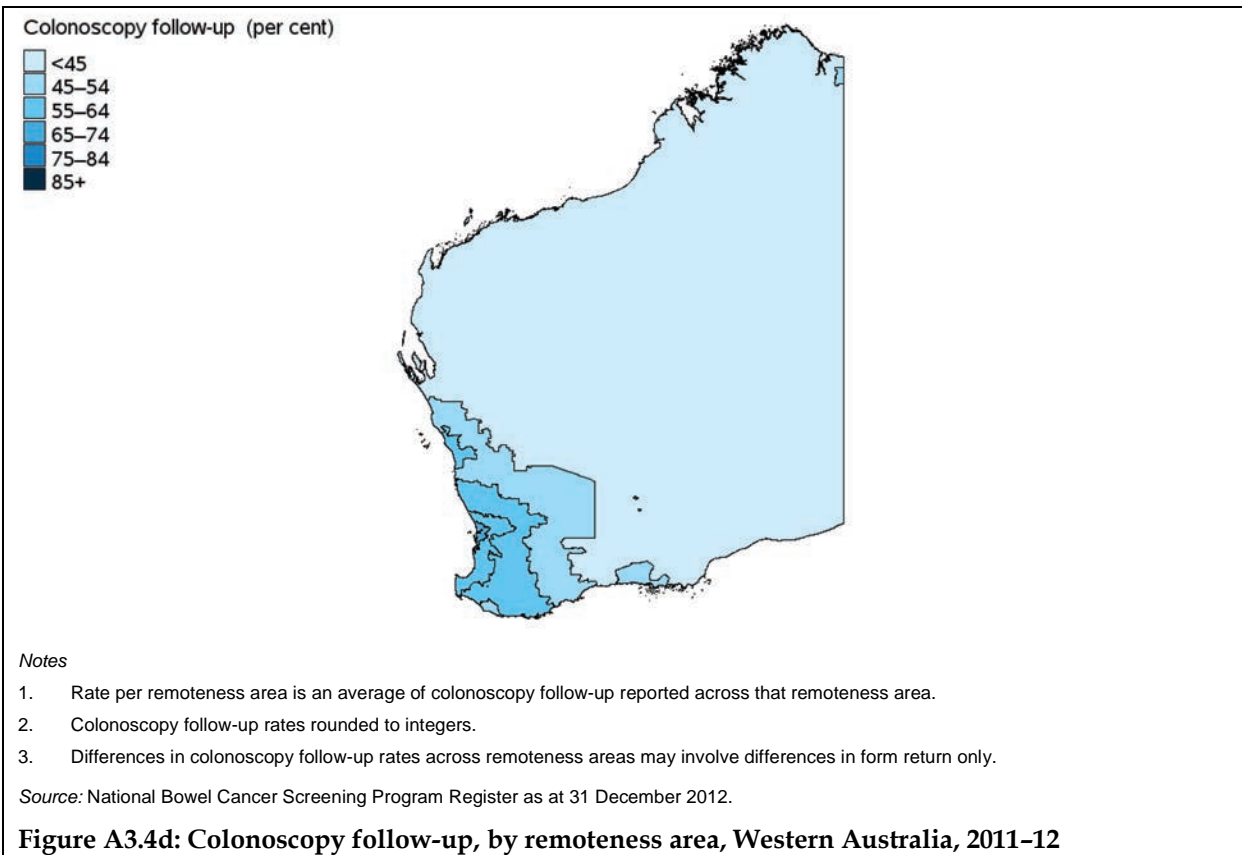 Colonoscopy follow-up (per cent)
<45
45–54
55–64
65–74
75–84
85+
Notes
1. Rate per remoteness area is an average of colonoscopy follow-up reported across that remoteness area.
2. Colonoscopy follow-up rates rounded to integers.
3. Differences in colonoscopy follow-up rates across remoteness areas may involve differences in form return only.
Source: National Bowel Cancer Screening Program Register as at 31 December 2012.
Figure A3.4d: Colonoscopy follow-up, by remoteness area, Western Australia, 2011–12